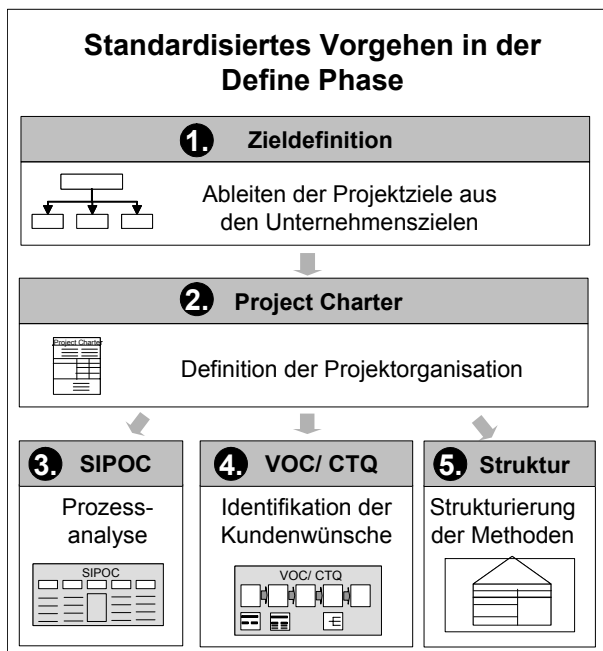 Standardisiertes Vorgehen in der
Define Phase
1. Zieldefinition
Ableiten der Projektziele aus
den Unternehmenszielen
2. Project Charter
Project Charter
Definition der Projektorganisation
3. SIPOC
Prozess-
analyse
SIPOC
4. VOC/ CTQ
Identifikation der
Kundenwünsche
VOC/ CTQ
5. Struktur
Strukturierung
der Methoden